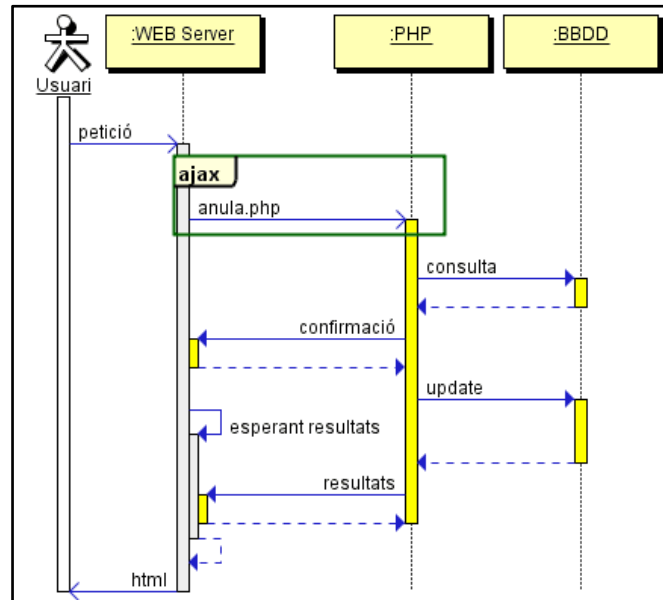 :WEB Server
:PHP
:BBDD
Usuari
petició
ajax
anula.php
consulta
confirmació
update
esperant resultats
resultats
html